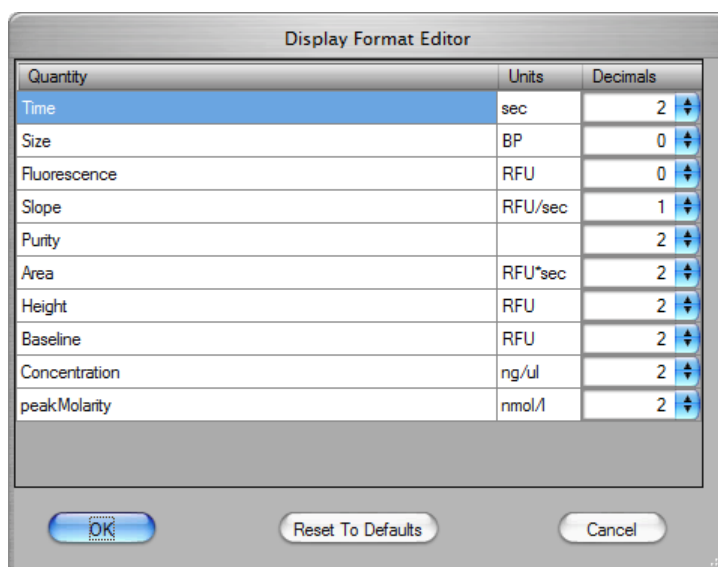 Display Format Editor
Quantity Units Decimals
Time sec 2
Size BP 0
Fluorescence RFU 0
Slope RFU/sec 1
Purity 2
Area RFU*sec 2
Height RFU 2
Baseline RFU 2
Concentration ng/ul 2
peakMolarity nmol/l 2
OK Reset To Defaults Cancel